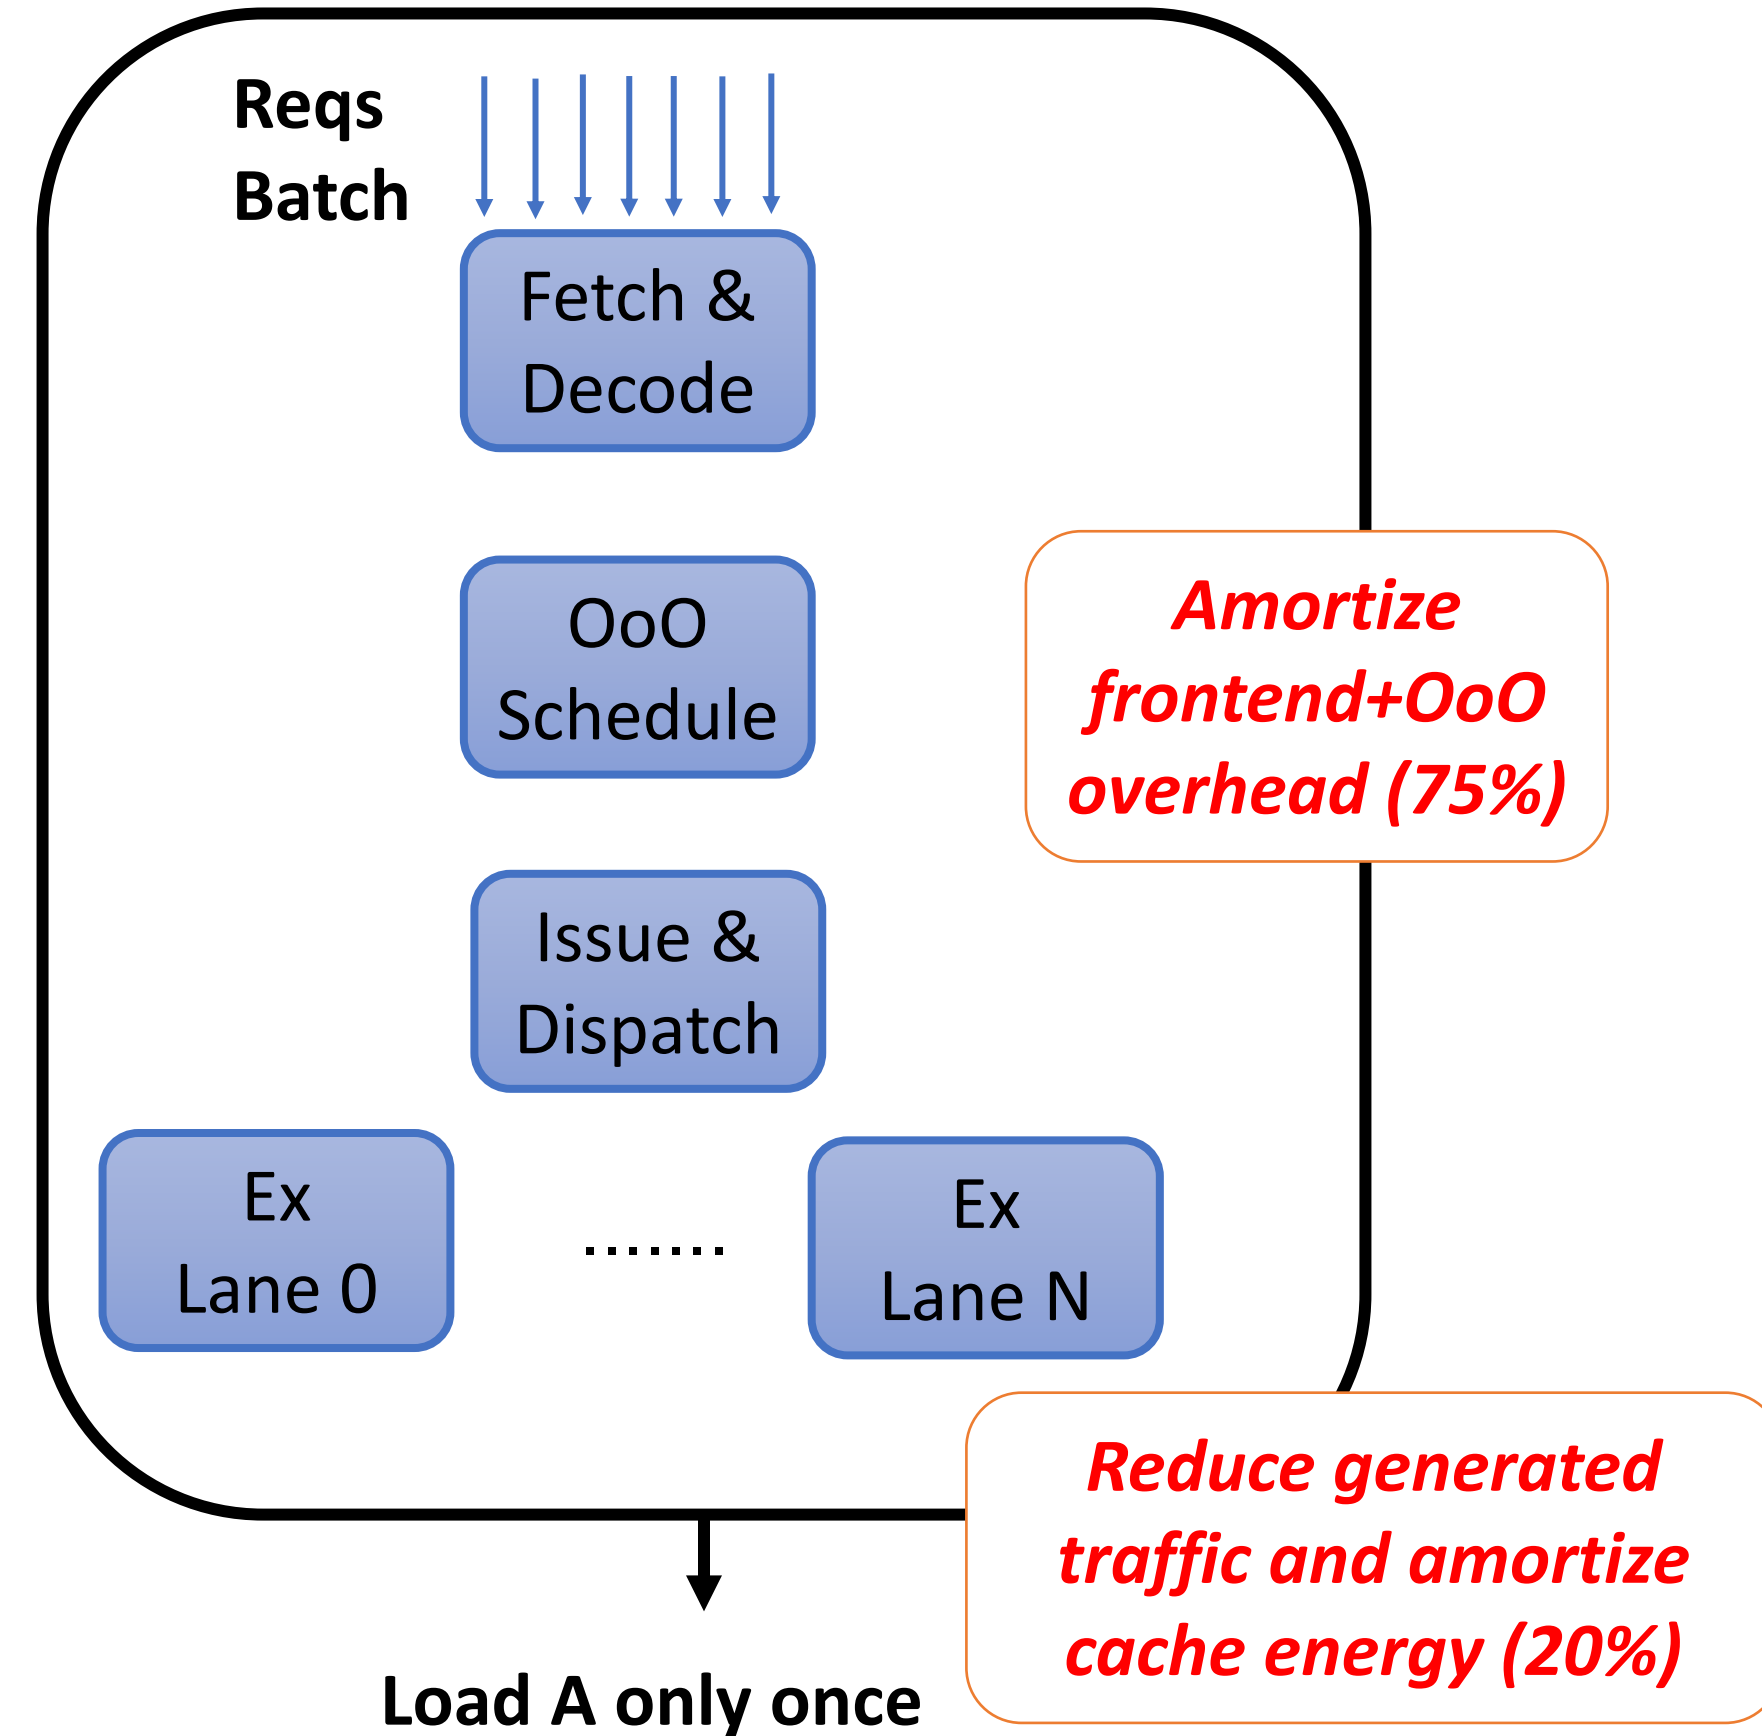 Reqs
Batch
Fetch &
Decode
OoO
Schedule
Amortize
frontend+OoO
overhead (75%)
Issue &
Dispatch
Ex
Lane 0
Ex
Lane N
Reduce generated
traffic and amortize
cache energy (20%)
Load A only once